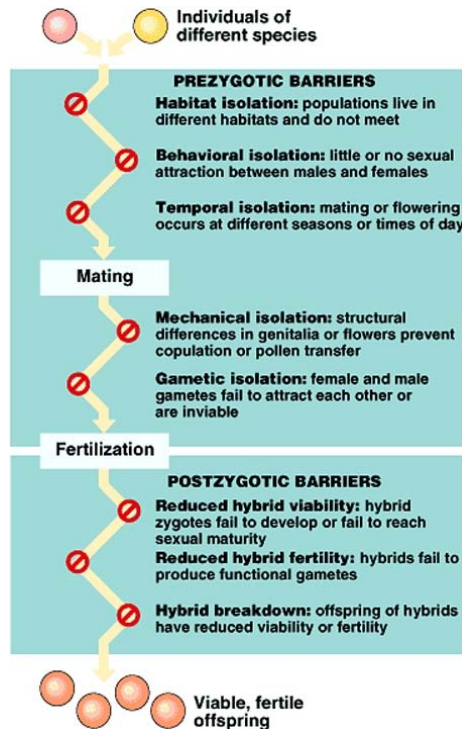 Individuals of
different species
PREZYGOTIC BARRIERS
Habitat isolation: populations live in
different habitats and do not meet
Behavioral isolation: little or no sexual
attraction between males and females
Temporal isolation: mating or flowering
occurs at different seasons or times of day
Mating
Mechanical isolation: structural
differences in genitalia or flowers prevent
copulation or pollen transfer
Gametic isolation: female and male
gametes fail to attract each other or
are inviable
Fertilization
POSTZYGOTIC BARRIERS
Reduced hybrid viability: hybrid
zygotes fail to develop or fail to reach
sexual maturity
Reduced hybrid fertility: hybrids fail to
produce functional gametes
Hybrid breakdown: offspring of hybrids
have reduced viability or fertility
Viable, fertile
offspring